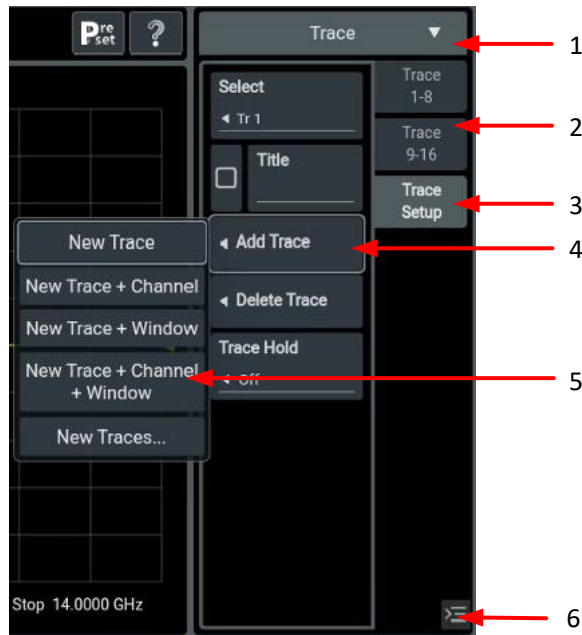 Pre
set
?
Trace
1
Select
Tr 1
Trace
1-8
2
Title
Trace
9-16
Trace
Setup
3
New Trace
Add Trace
4
New Trace + Channel
Delete Trace
New Trace + Window
Trace Hold
Off
New Trace + Channel
+ Window
5
New Traces...
Stop 14.0000 GHz
6